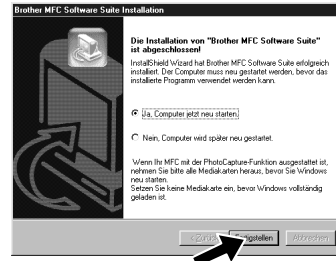 Brother MFC Software Suite Installation
Die Installation von "Brother MFC Software Suite"
ist abgeschlossen!
InstallShield Wizard hat Brother MFC Software Suite erfolgreich
installiert. Der Computer muss neu gestartet werden, bevor das
installierte Programm verwendet werden kann.
Ja, Computer jetzt neu starten.
Nein, Computer wird später neu gestartet.
Wenn Ihr MFC mit der PhotoCapture-Funktion ausgestattet ist,
nehmen Sie bitte alle Mediakarten heraus, bevor Sie Windows
neu starten.
Setzen Sie keine Mediakarte ein, bevor Windows vollständig
geladen ist.
Abbrechen